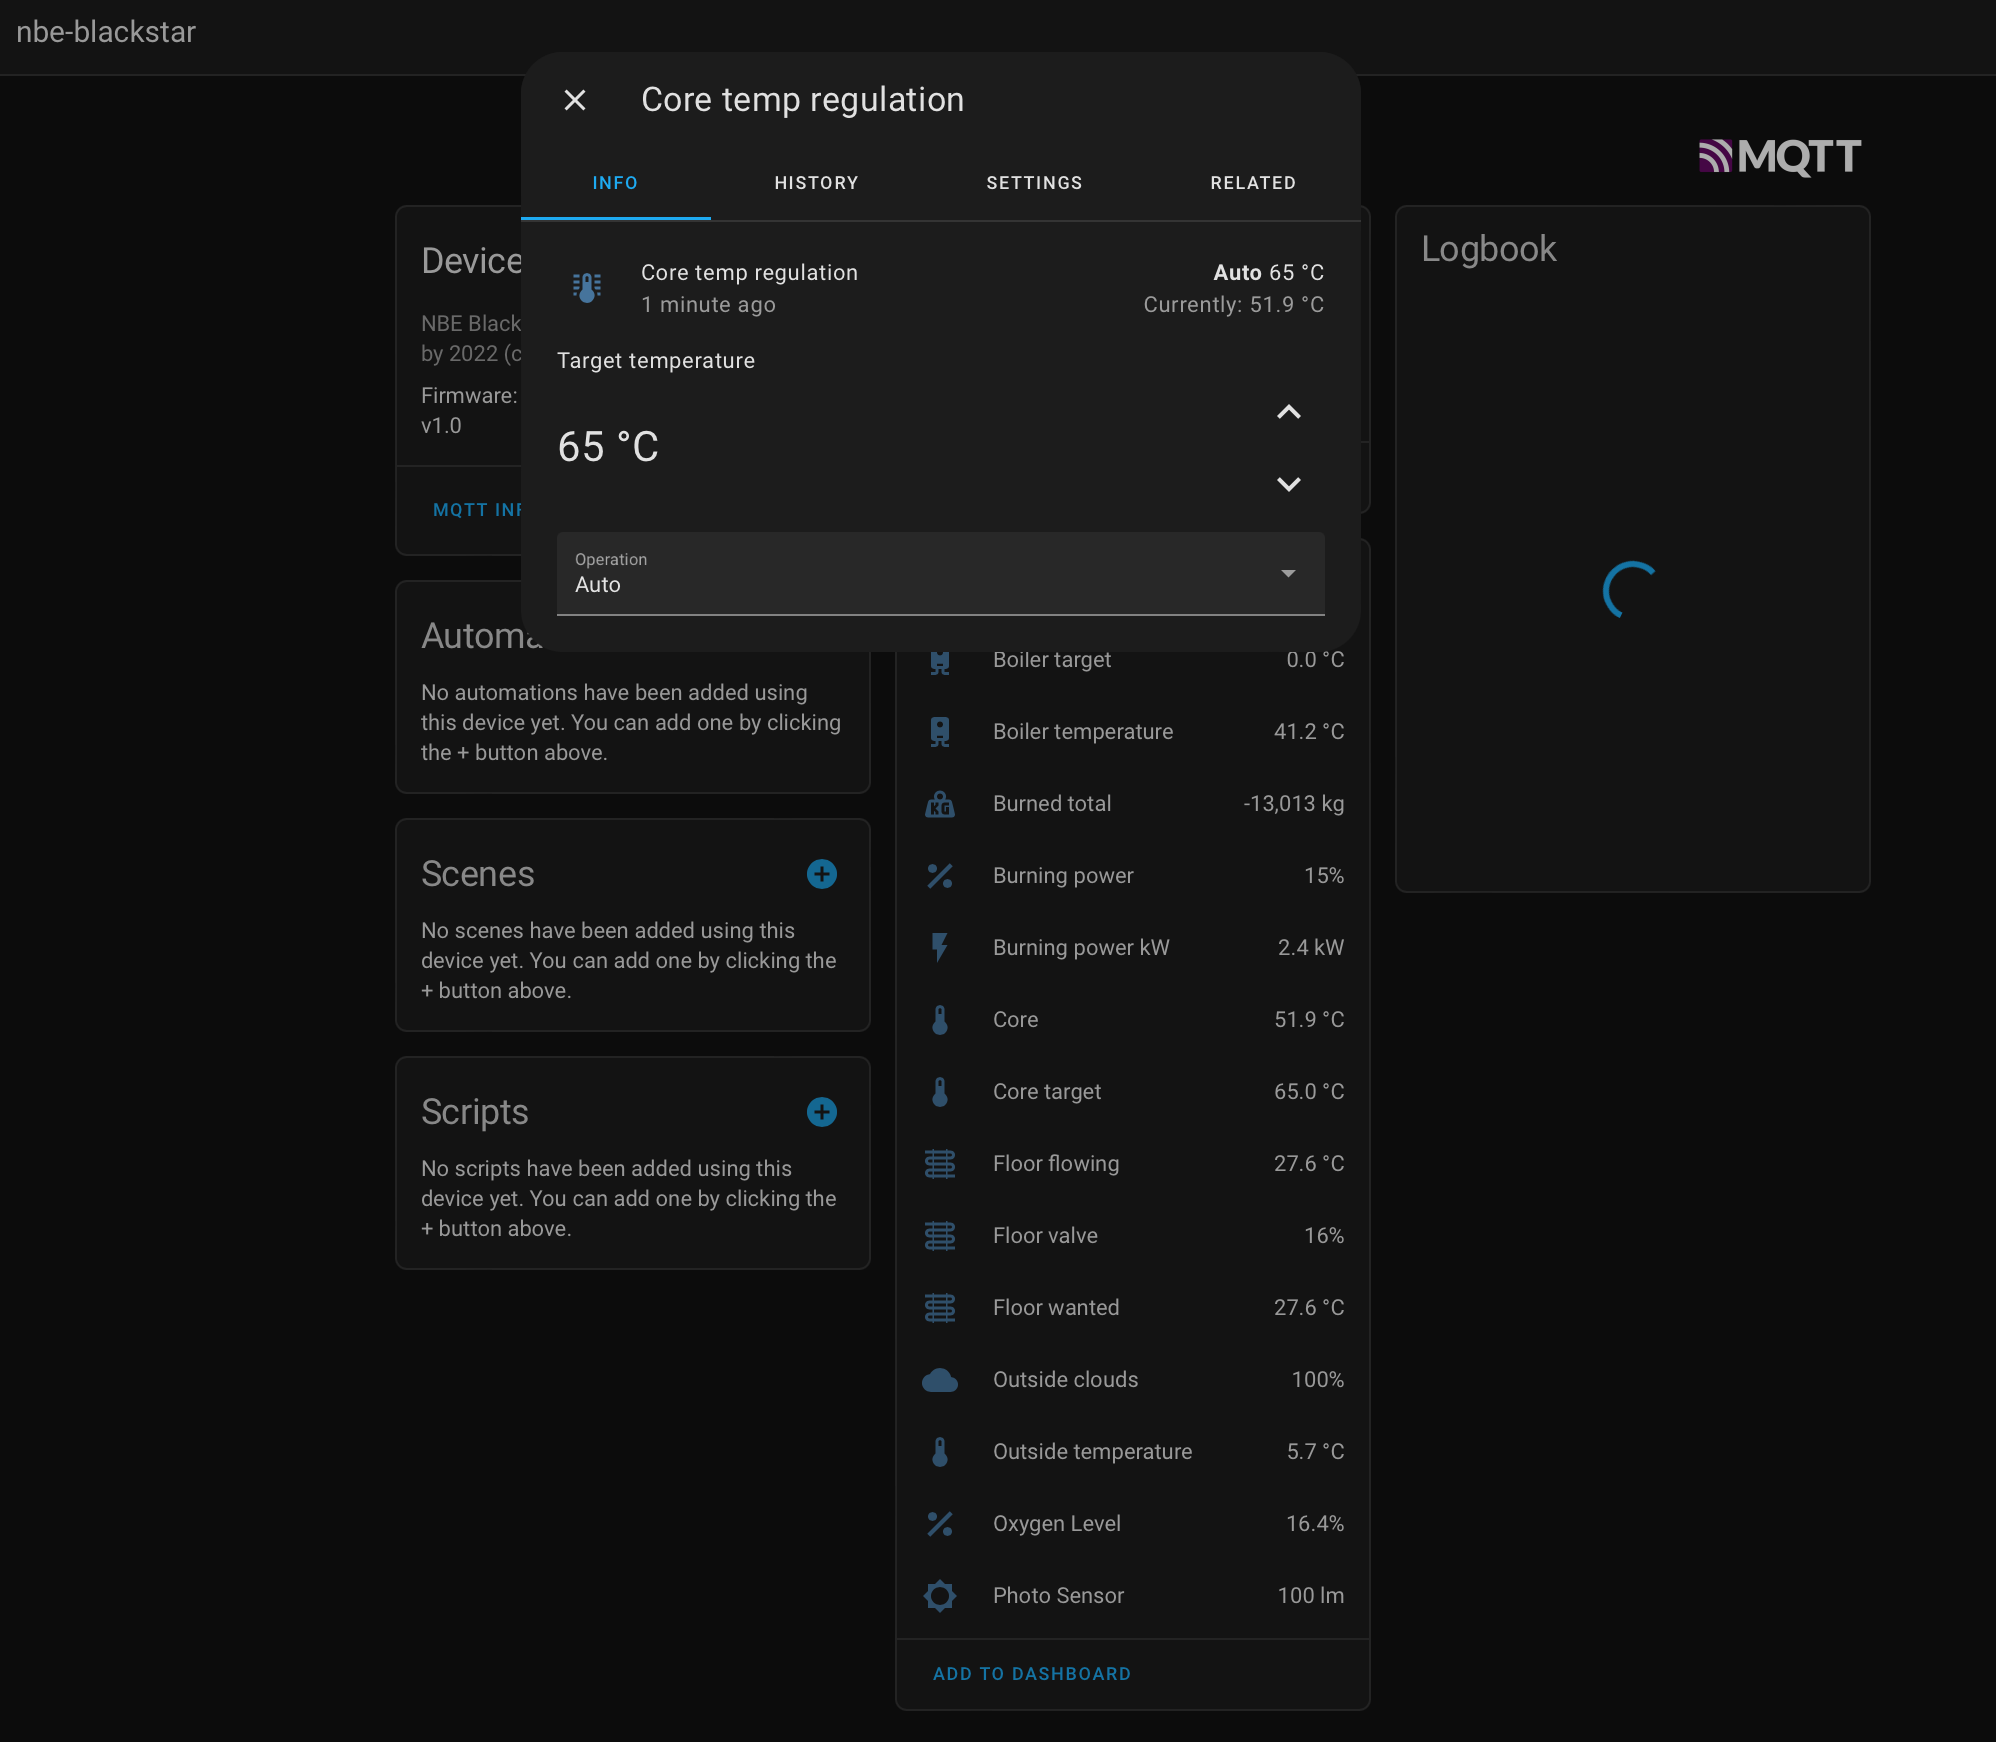 nbe-blackstar
Core temp regulation
INFO HISTORY SETTINGS RELATED
Core temp regulation Auto 65 °C
1 minute ago Currently: 51.9 °C
Target temperature
65 °C
Operation
Auto
MQTT
Device
NBE Black
by 2022 (c
Firmware:
v1.0
MQTT INF
Automa
No automations have been added using
this device yet. You can add one by clicking
the + button above.
Scenes
No scenes have been added using this
device yet. You can add one by clicking the
+ button above.
Scripts
No scripts have been added using this
device yet. You can add one by clicking the
+ button above.
Boiler target 0.0 °C
Boiler temperature 41.2 °C
KG Burned total -13,013 kg
Burning power 15%
Burning power kW 2.4 kW
Core 51.9 °C
Core target 65.0 °C
Floor flowing 27.6 °C
Floor valve 16%
Floor wanted 27.6 °C
Outside clouds 100%
Outside temperature 5.7 °C
Oxygen Level 16.4%
Photo Sensor 100 lm
ADD TO DASHBOARD
Logbook